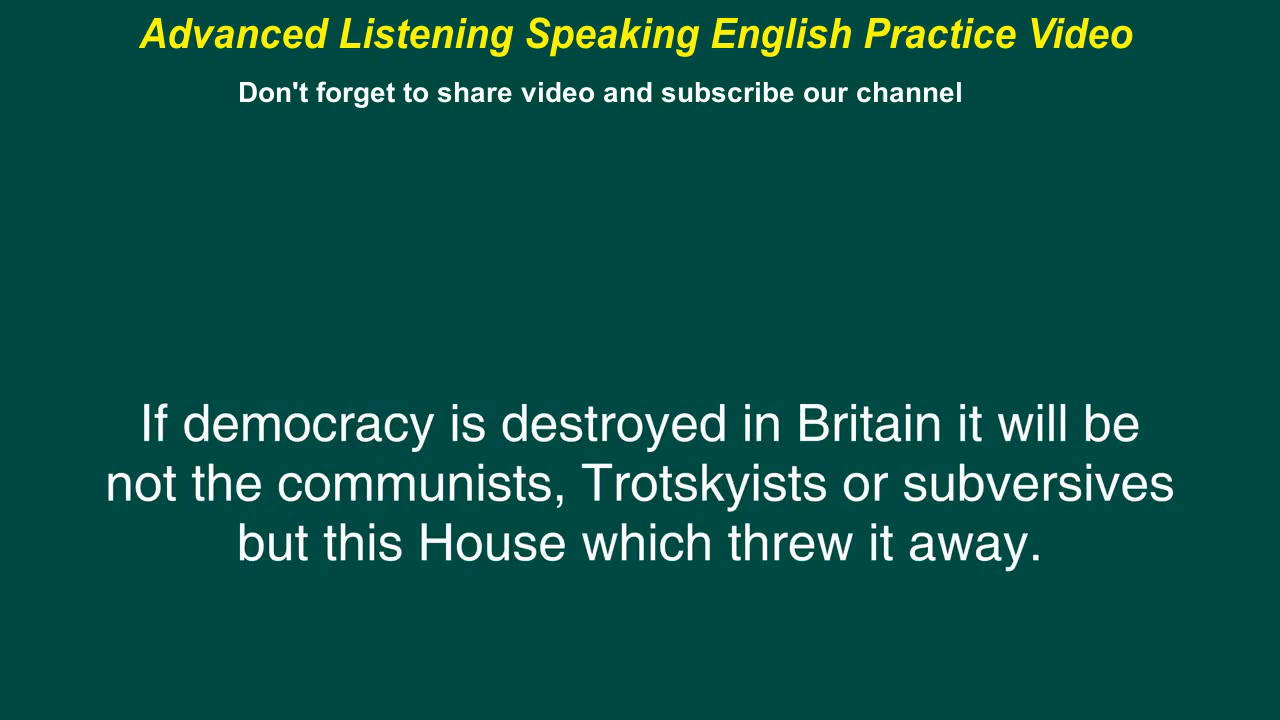 Advanced Listening Speaking English Practice Video
Don't forget to share video and subscribe our channel
If democracy is destroyed in Britain it will be
not the communists, Trotskyists or subversives
but this House which threw it away.